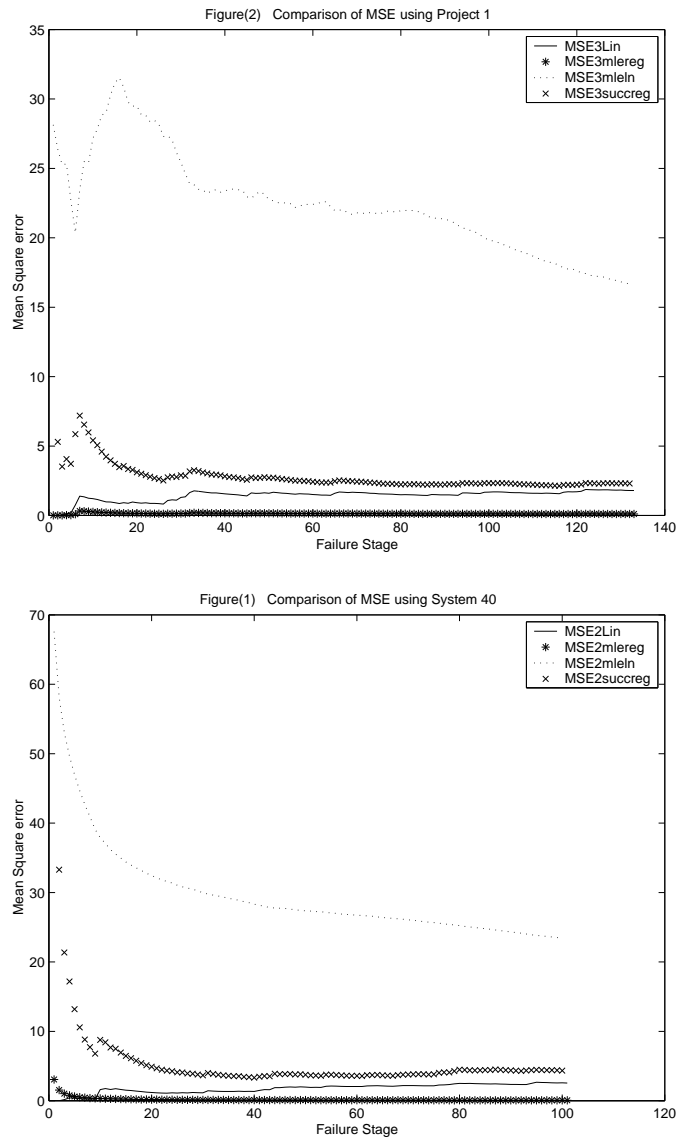 Figure(2) Comparison of MSE using Project 1
35
30
25
20
15
10
5
0
Mean Square error
MSE3Lin
MSE3mlereg
MSE3mleln
MSE3succreg
0 20 40 60 80 100 120 140
Failure Stage
Figure(1) Comparison of MSE using System 40
70
60
50
40
30
20
10
0
Mean Square error
MSE2Lin
MSE2mlereg
MSE2mleln
MSE2succreg
0 20 40 60 80 100 120
Failure Stage